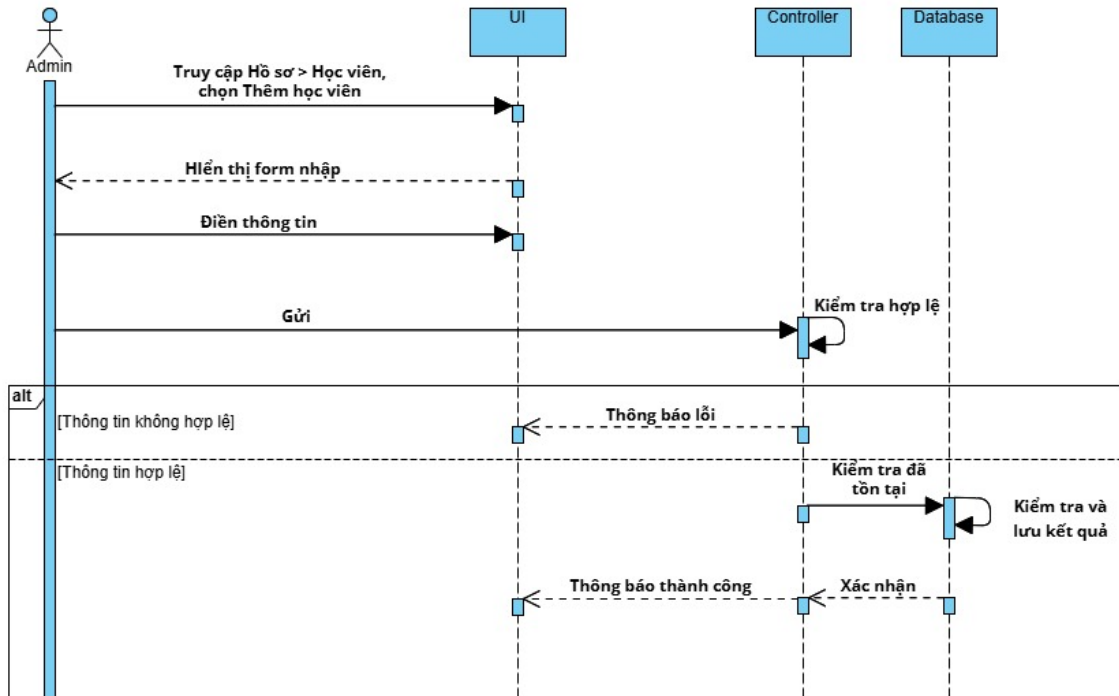 UI
Controller
Database
Admin
Truy cập Hồ sơ > Học viên,
chọn Thêm học viên
HIển thị form nhập
Điền thông tin
Kiểm tra hợp lệ
Gửi
alt
[Thông tin không hợp lệ]
Thông báo lỗi
[Thông tin hợp lệ]
Kiểm tra đã
tồn tại
Kiểm tra và
lưu kết quả
Thông báo thành công
Xác nhận